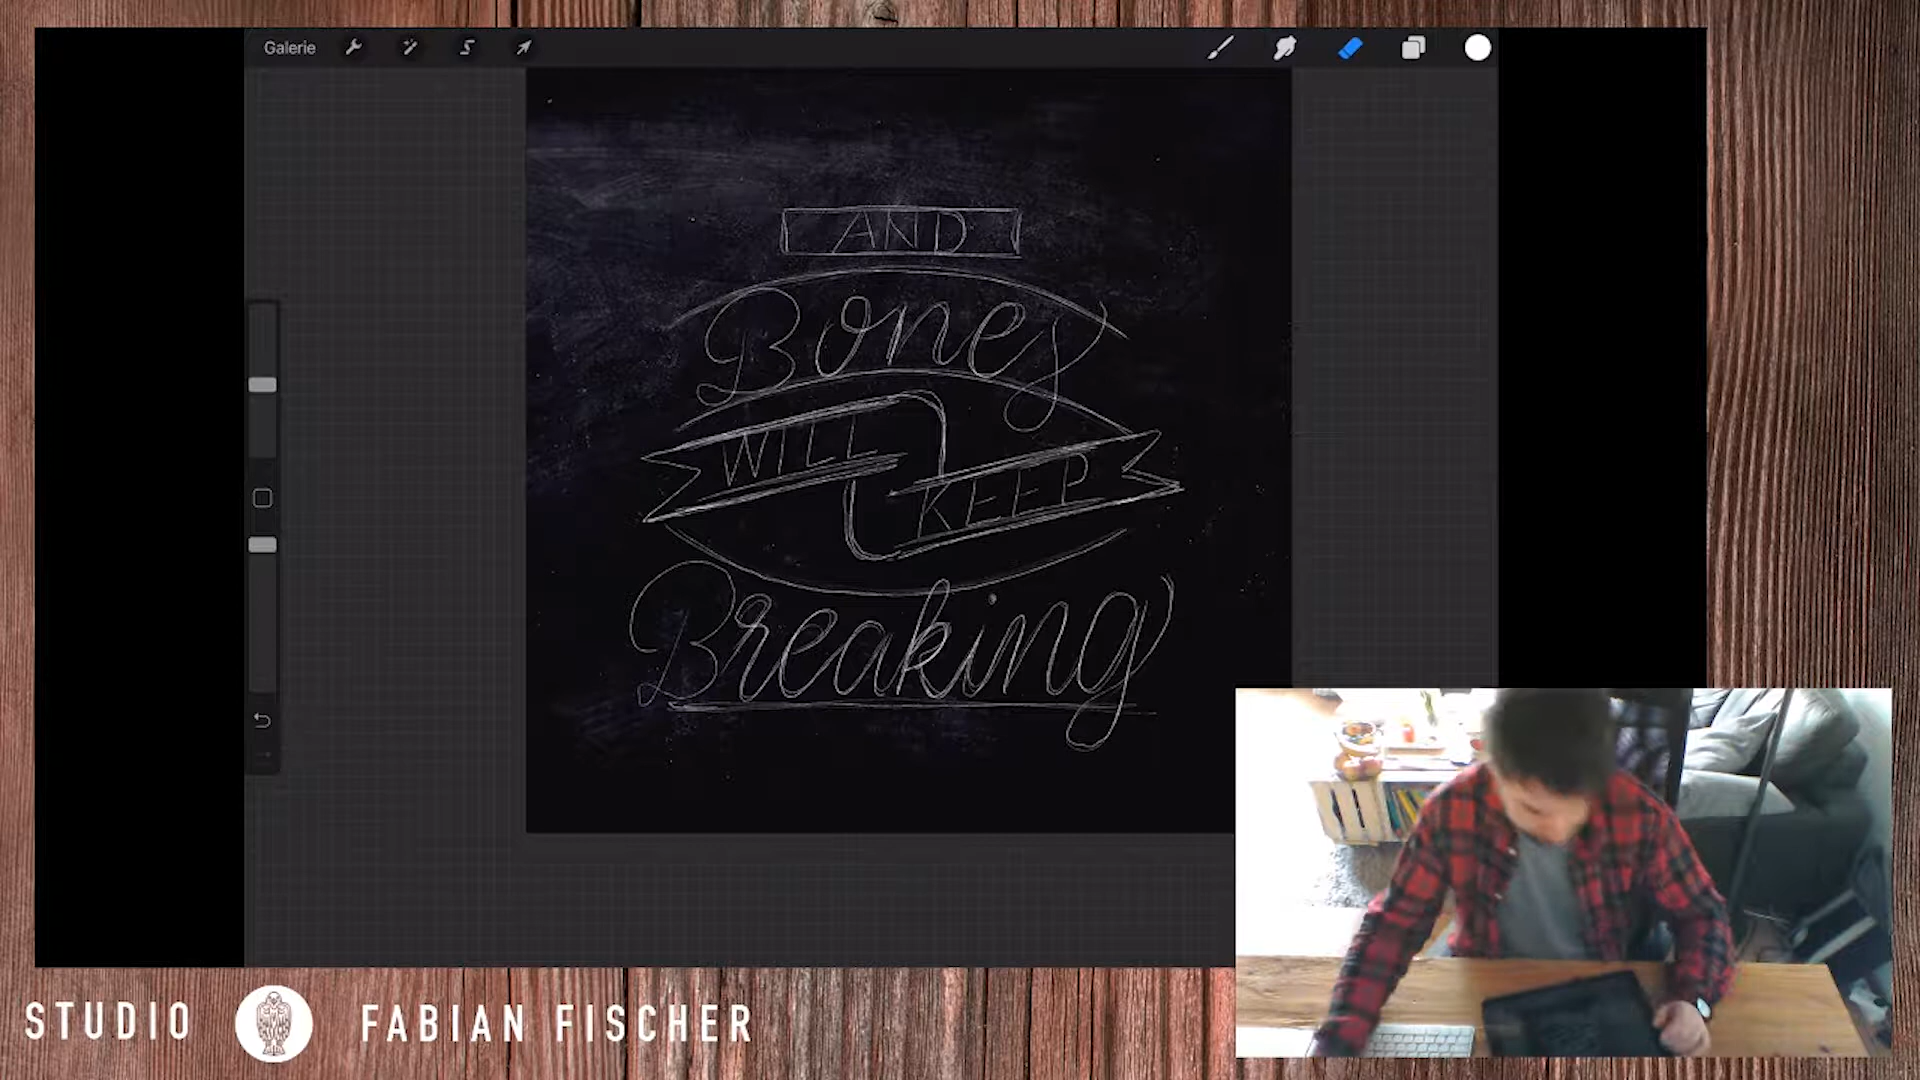 Galerie
AND
Bones
WILL
KEEP
Breaking
STUDIO FABIAN FISCHER